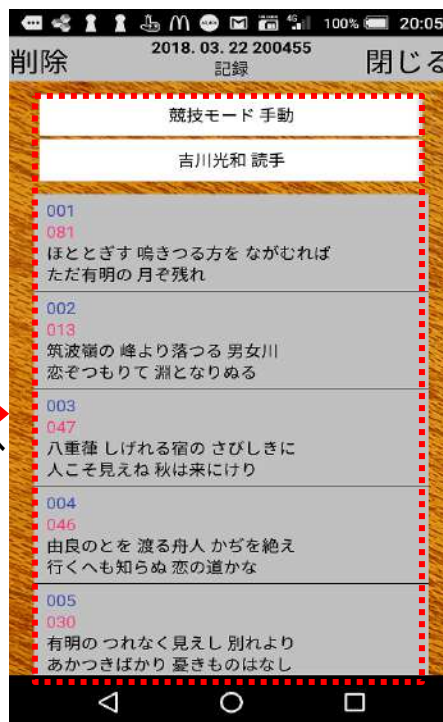 100% 20:05
削除 2018. 03. 22 200455 閉じる
記録
競技モード 手動
吉川光和 読手
001
081
ほととぎす 鳴きつる方を ながむれば
ただ有明の 月ぞ残れ
002
013
筑波嶺の 峰より落つる 男女川
恋ぞつもりて 淵となりぬる
003
047
八重葎 しげれる宿の さびしきに
人こそ見えね 秋は来にけり
004
046
由良のとを 渡る舟人 かぢを絶え
行くへも知らぬ 恋の道かな
005
030
有明の つれなく見えし 別れより
あかつきばかり 憂きものはなし